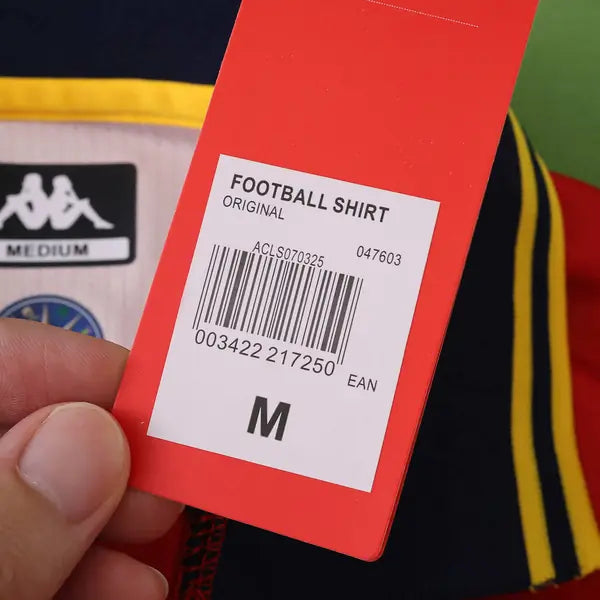 MEDIUM
FOOTBALL SHIRT
ORIGINAL
ACLS070325 047603
003422 217250
EAN
M